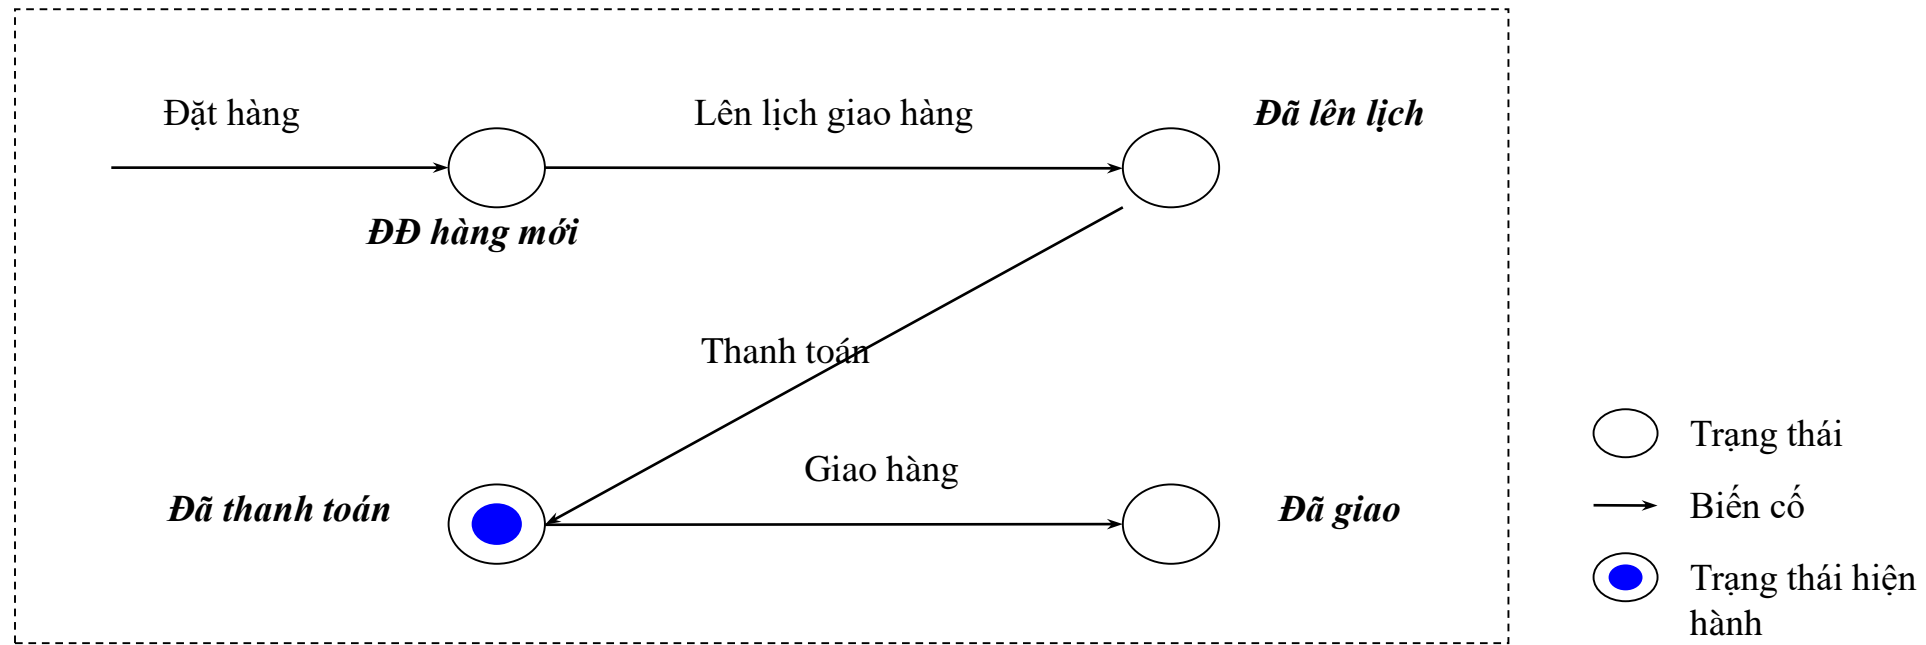 Đặt hàng
Lên lịch giao hàng
Đã lên lịch
ĐĐ hàng mới
Thanh toán
Giao hàng
Đã thanh toán
Đã giao
Trạng thái
Biến cố
Trạng thái hiện
hành